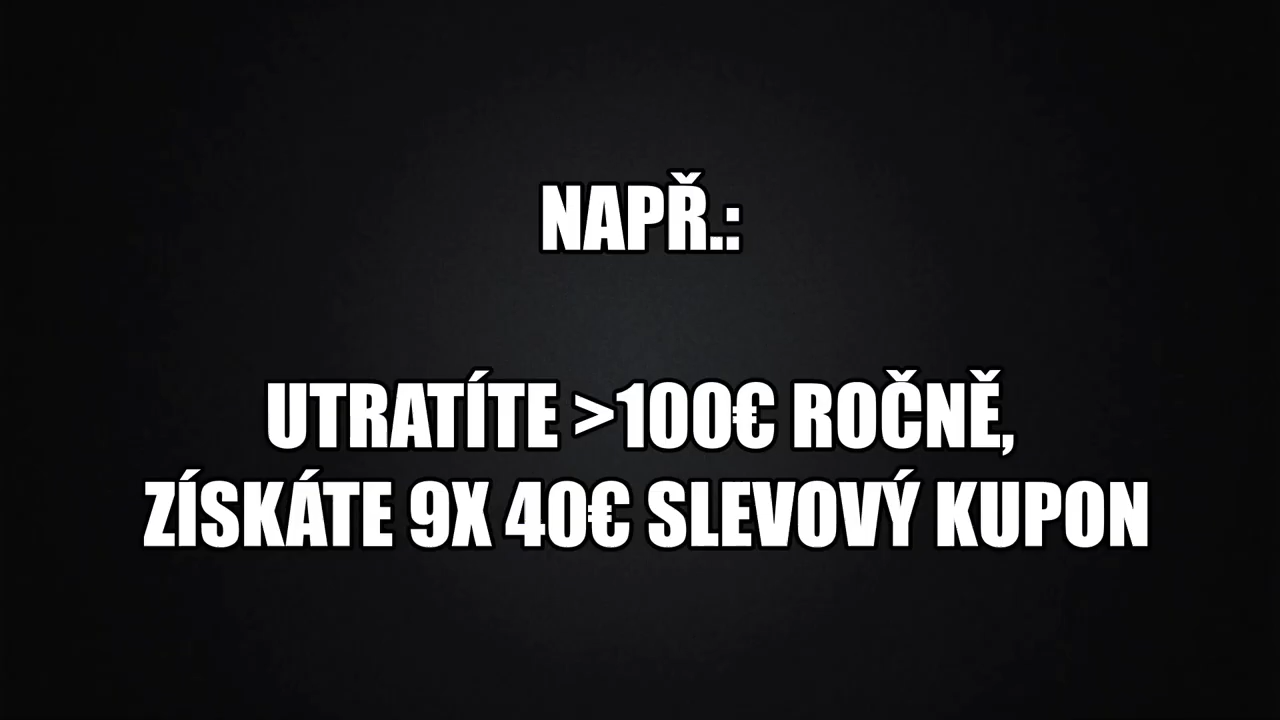 NAPŘ.:
UTRATÍTE >100€ ROČNĚ,
ZÍSKÁTE 9X 40€ SLEVOVÝ KUPON